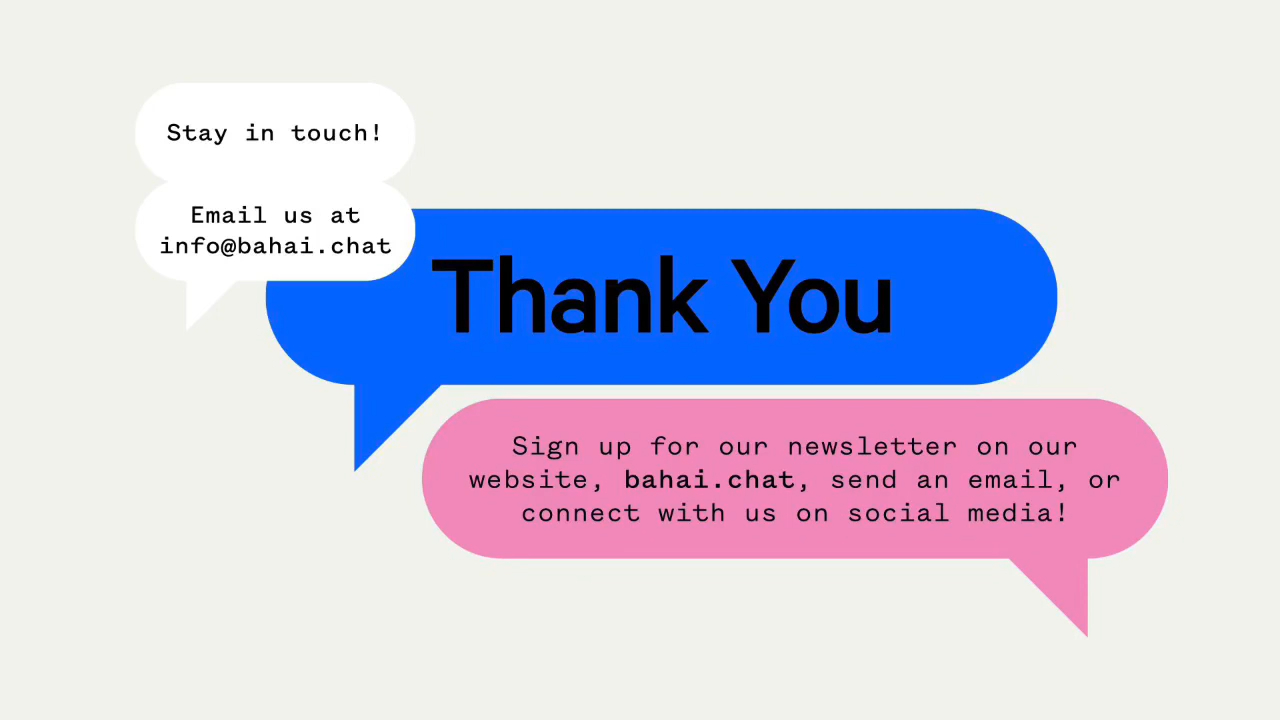 Stay in touch!
Email us at
info@bahai.chat
Thank You
Sign up for our newsletter on our
website, bahai.chat, send an email, or
connect with us on social media!